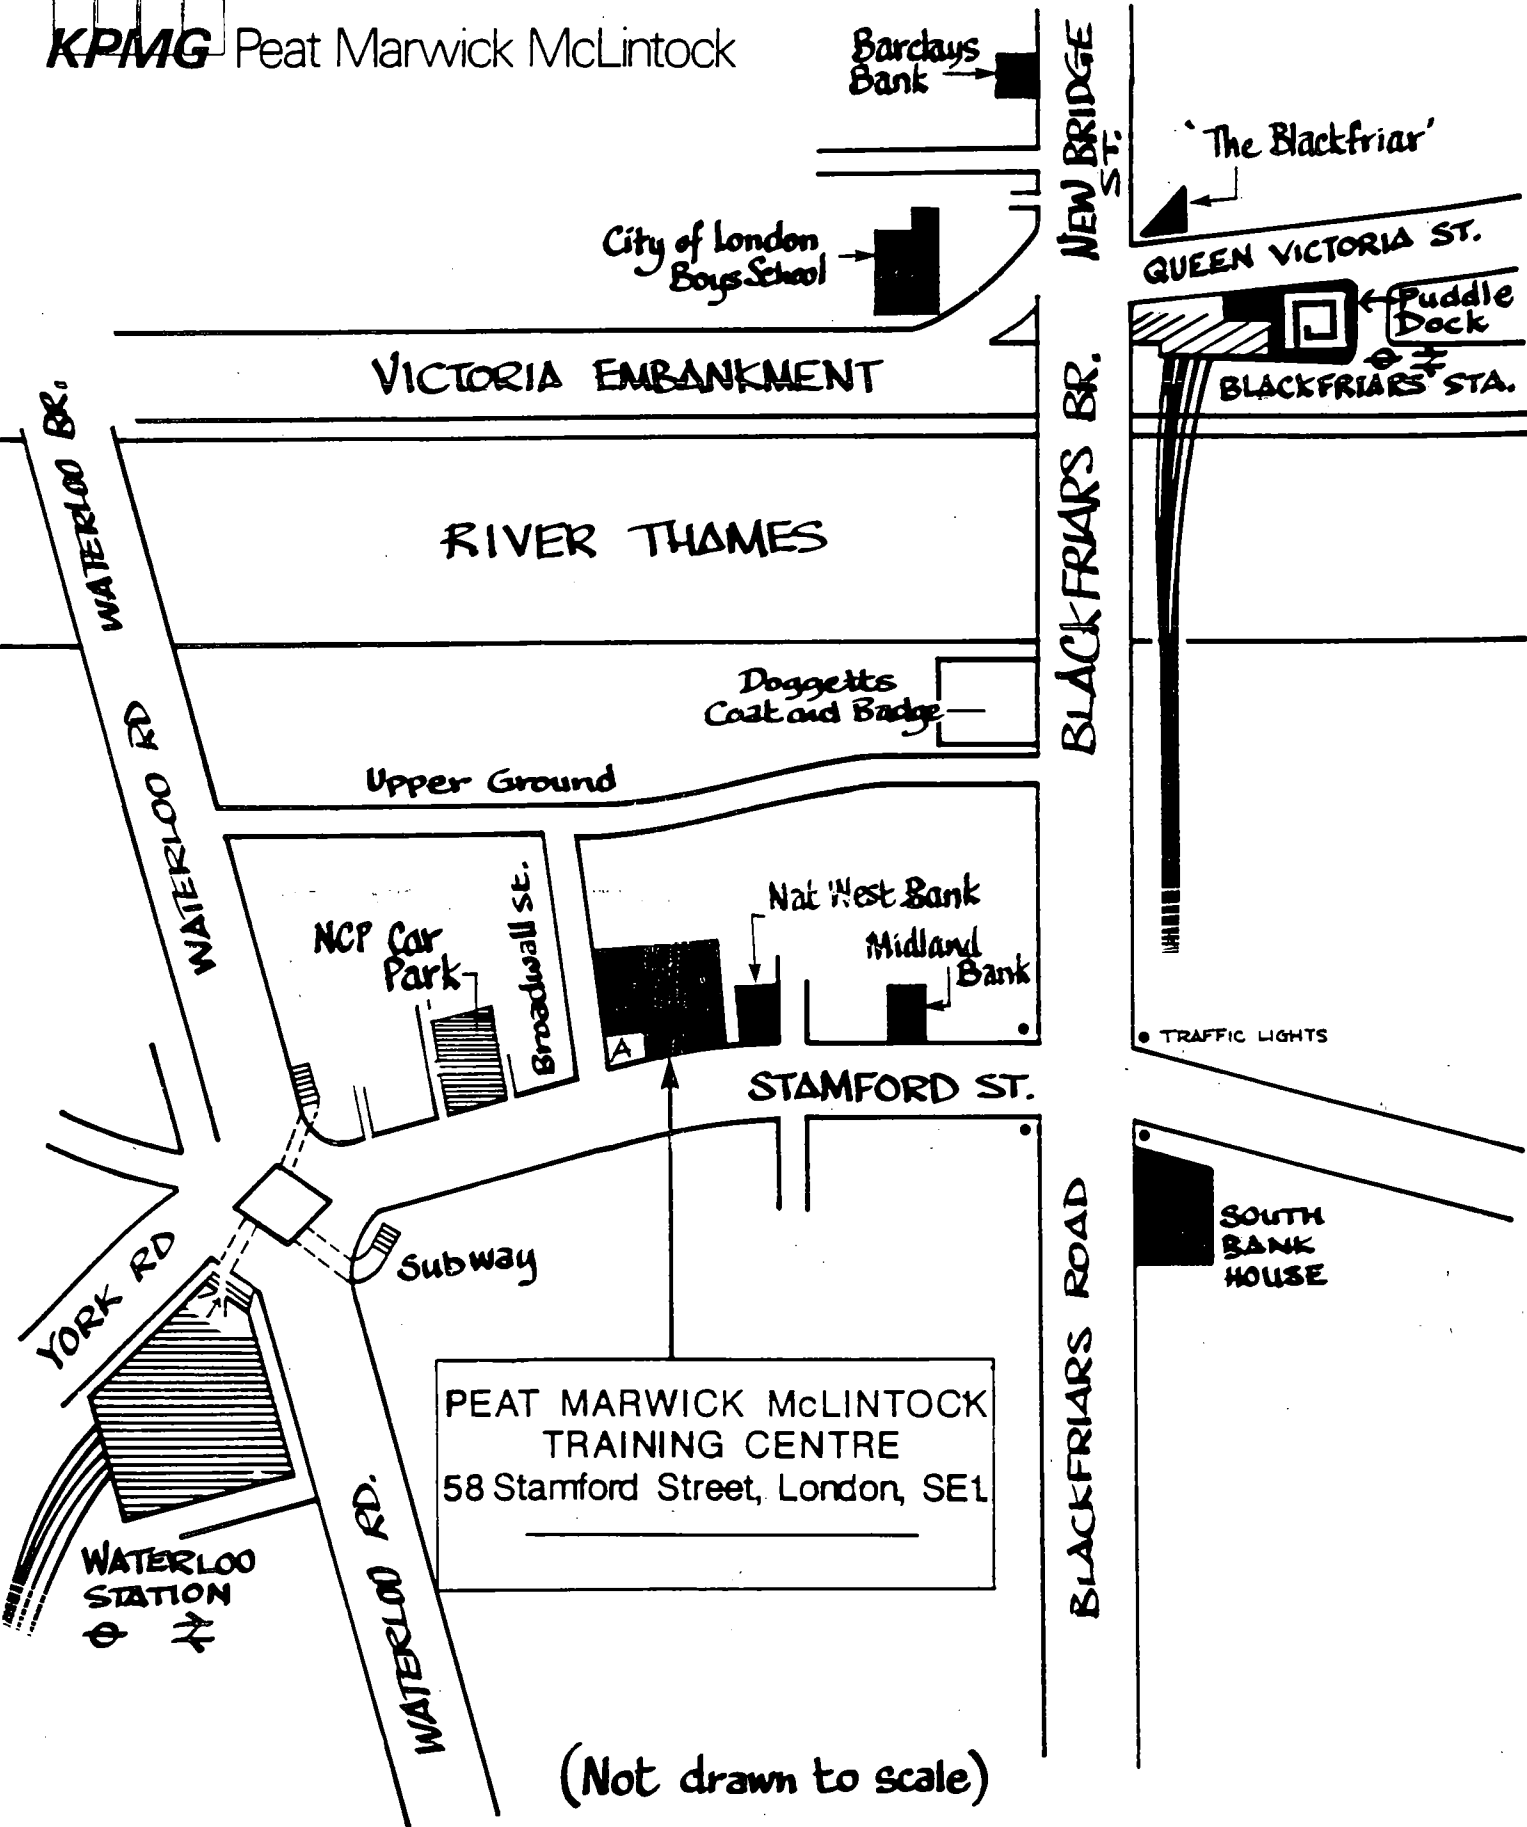 KPMG Peat Marwick McLintock
Barclays
Bank
NEW BRIDGE
ST.
'The Blackfriar'
City of London
Boys School
QUEEN VICTORIA ST.
Puddle
Dock
VICTORIA EMBANKMENT
BLACKFRIARS STA.
WATERLOO BR.
BLACKFRIARS BR.
RIVER THAMES
Doggetts
Coat and Badge
WATERLOO RD
Upper Ground
Broadwall St.
Nat West Bank
NCP Car
Park
Midland
Bank
A
TRAFFIC LIGHTS
STAMFORD ST.
SOUTH
BANK
HOUSE
YORK RD
Subway
BLACKFRIARS ROAD
PEAT MARWICK McLINTOCK
TRAINING CENTRE
58 Stamford Street, London, SE1
WATERLOO
STATION
WATERLOO RD.
(Not drawn to scale)